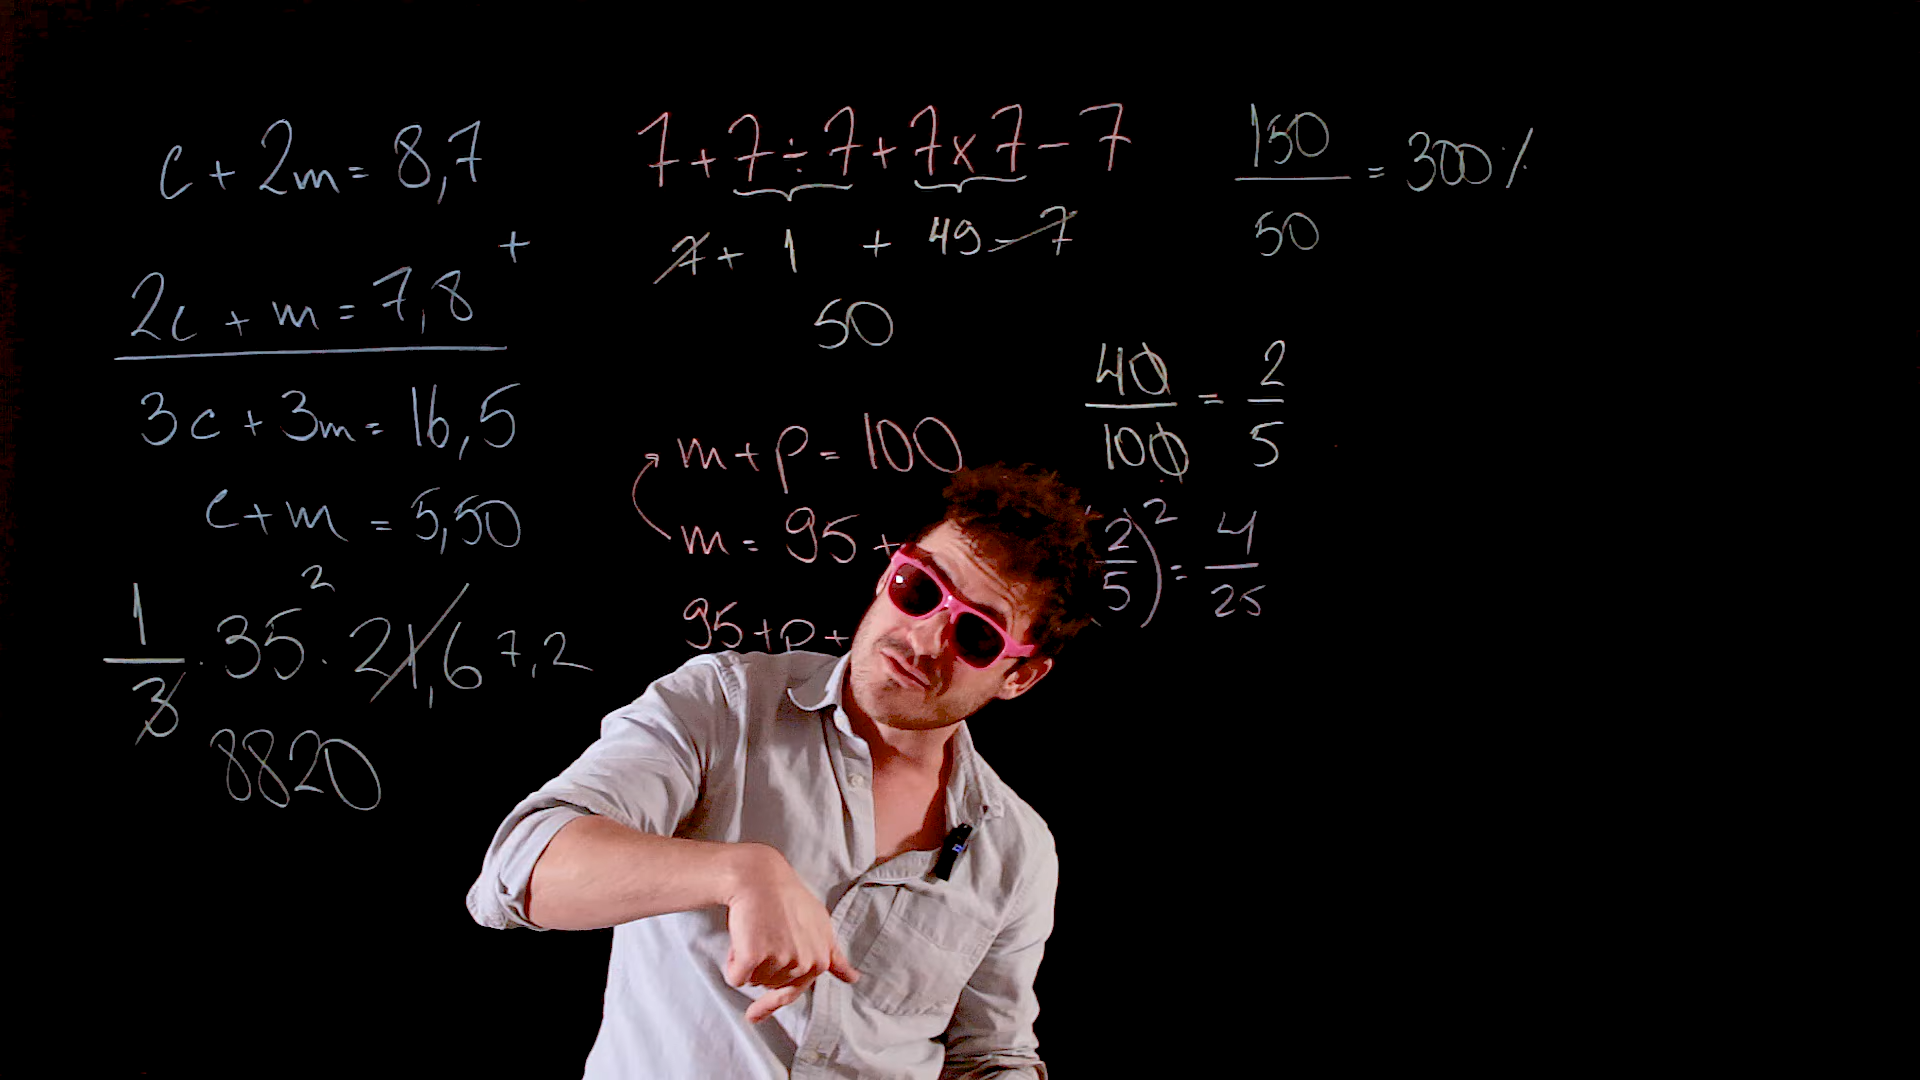 c + 2m = 8,7
+
2c + m = 7,8
3c + 3m = 16,5
c + m = 5,50
1/3 · 35² · 21,6 7,2
8820
7 + 7 ÷ 7 + 7 x 7 - 7
7 + 1 + 49 - 7
50
m + p = 100
m = 95 +
95 + p +
150/50 = 300%
40/100 = 2/5
(2/5)² = 4/25